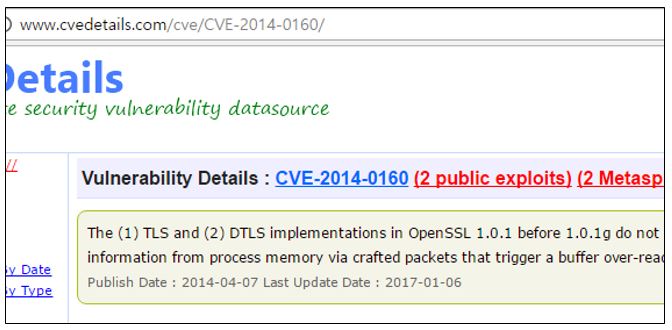 www.cvedetails.com/cve/CVE-2014-0160/
Details
re security vulnerability datasource
//
Vulnerability Details : CVE-2014-0160 (2 public exploits) (2 Metasp
The (1) TLS and (2) DTLS implementations in OpenSSL 1.0.1 before 1.0.1g do not
information from process memory via crafted packets that trigger a buffer over-read
By Date
Publish Date : 2014-04-07 Last Update Date : 2017-01-06
By Type